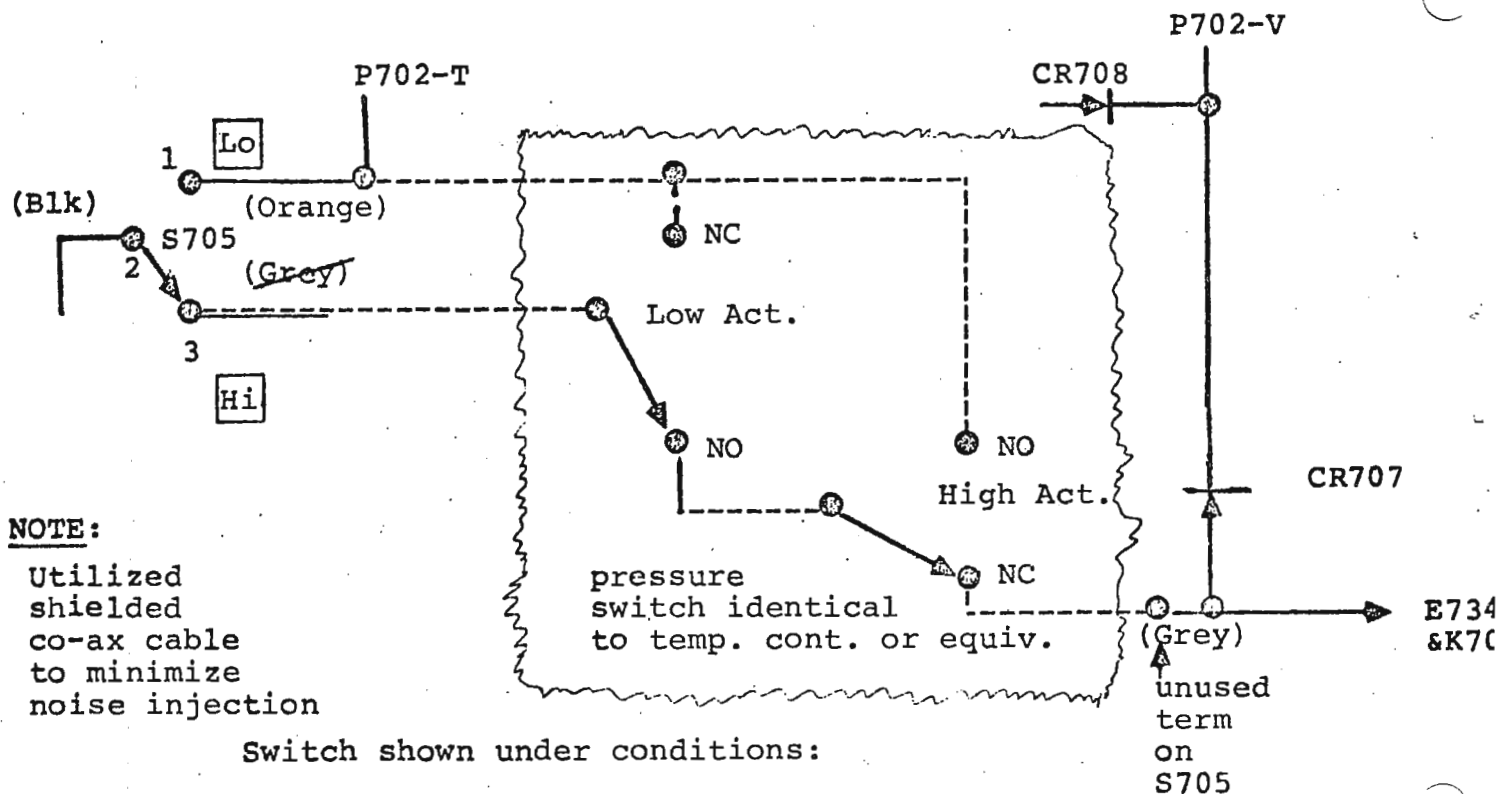 P702-V
P702-T
CR708
Lo
1
(Blk)
(Orange)
S705
NC
2
(Grey)
Low Act.
3
Hi
NO
NO
CR707
High Act.
NOTE:
NC
Utilized
shielded
co-ax cable
to minimize
noise injection
pressure
switch identical
to temp. cont. or equiv.
E734
&K70
(Grey)
unused
term
on
S705
Switch shown under conditions: